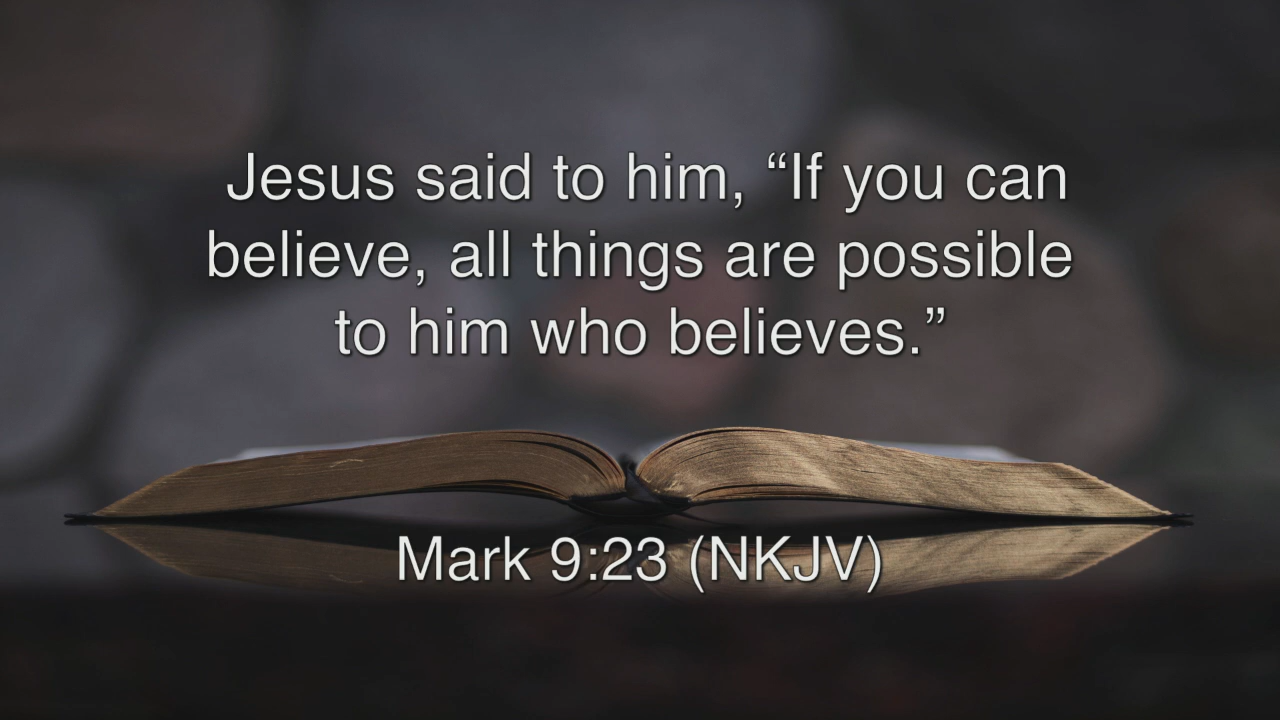 Jesus said to him, “If you can
believe, all things are possible
to him who believes.”
Mark 9:23 (NKJV)